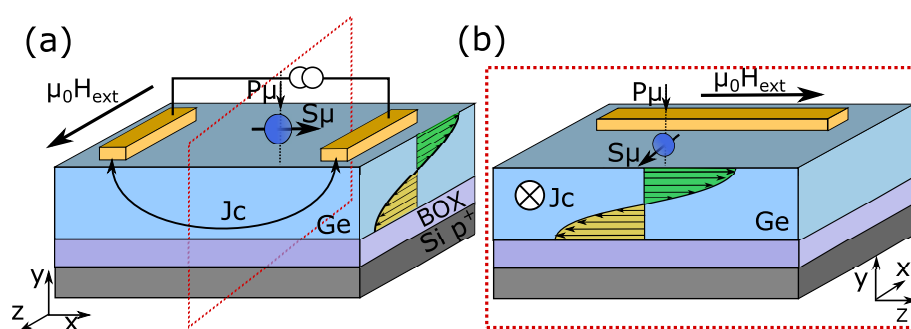 (a)
μ₀Hₑₓₜ
Pμ
Sμ
Jc
Ge
BOX
Si p⁺
y
z
x
(b)
Pμ
μ₀Hₑₓₜ
Sμ
Jc
Ge
y
x
z